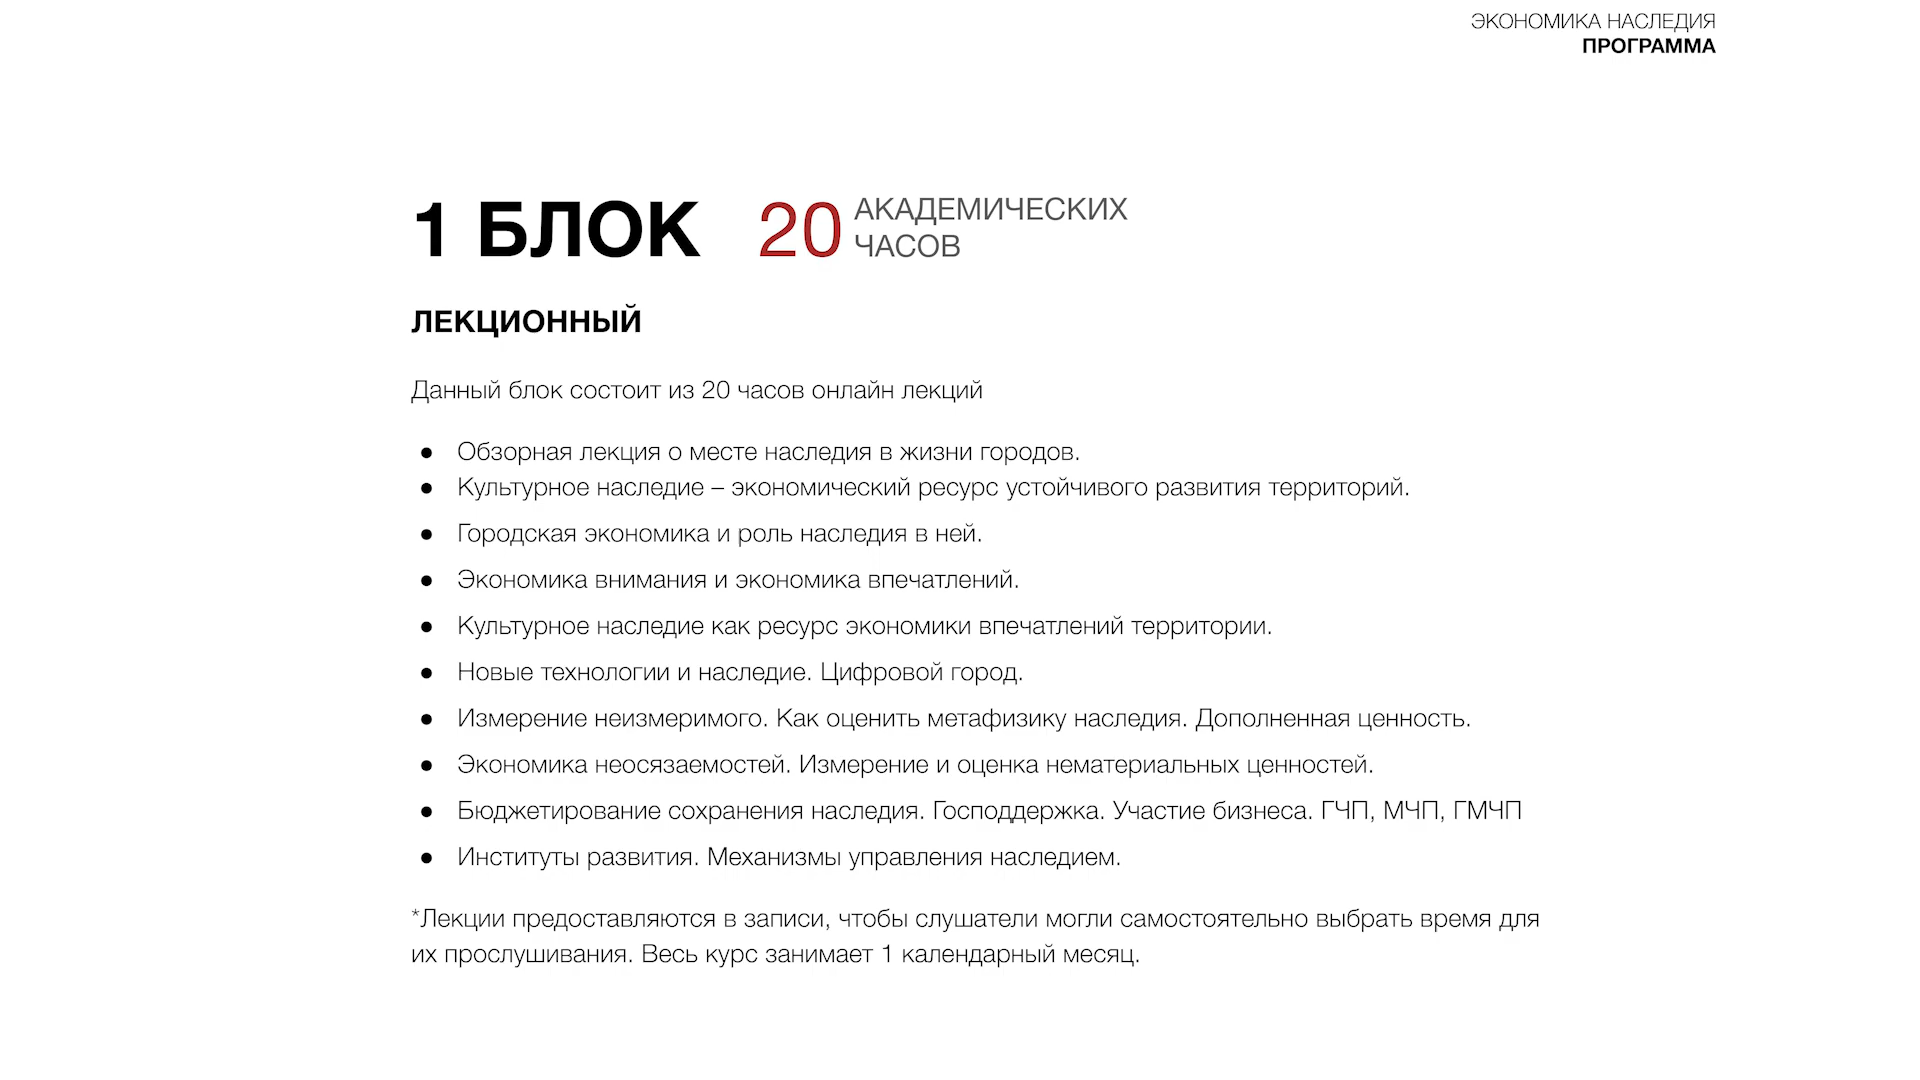 ЭКОНОМИКА НАСЛЕДИЯ
ПРОГРАММА
1 БЛОК 20 АКАДЕМИЧЕСКИХ
ЧАСОВ
ЛЕКЦИОННЫЙ
Данный блок состоит из 20 часов онлайн лекций
● Обзорная лекция о месте наследия в жизни городов.
● Культурное наследие – экономический ресурс устойчивого развития территорий.
● Городская экономика и роль наследия в ней.
● Экономика внимания и экономика впечатлений.
● Культурное наследие как ресурс экономики впечатлений территории.
● Новые технологии и наследие. Цифровой город.
● Измерение неизмеримого. Как оценить метафизику наследия. Дополненная ценность.
● Экономика неосязаемостей. Измерение и оценка нематериальных ценностей.
● Бюджетирование сохранения наследия. Господдержка. Участие бизнеса. ГЧП, МЧП, ГМЧП
● Институты развития. Механизмы управления наследием.
*Лекции предоставляются в записи, чтобы слушатели могли самостоятельно выбрать время для
их прослушивания. Весь курс занимает 1 календарный месяц.